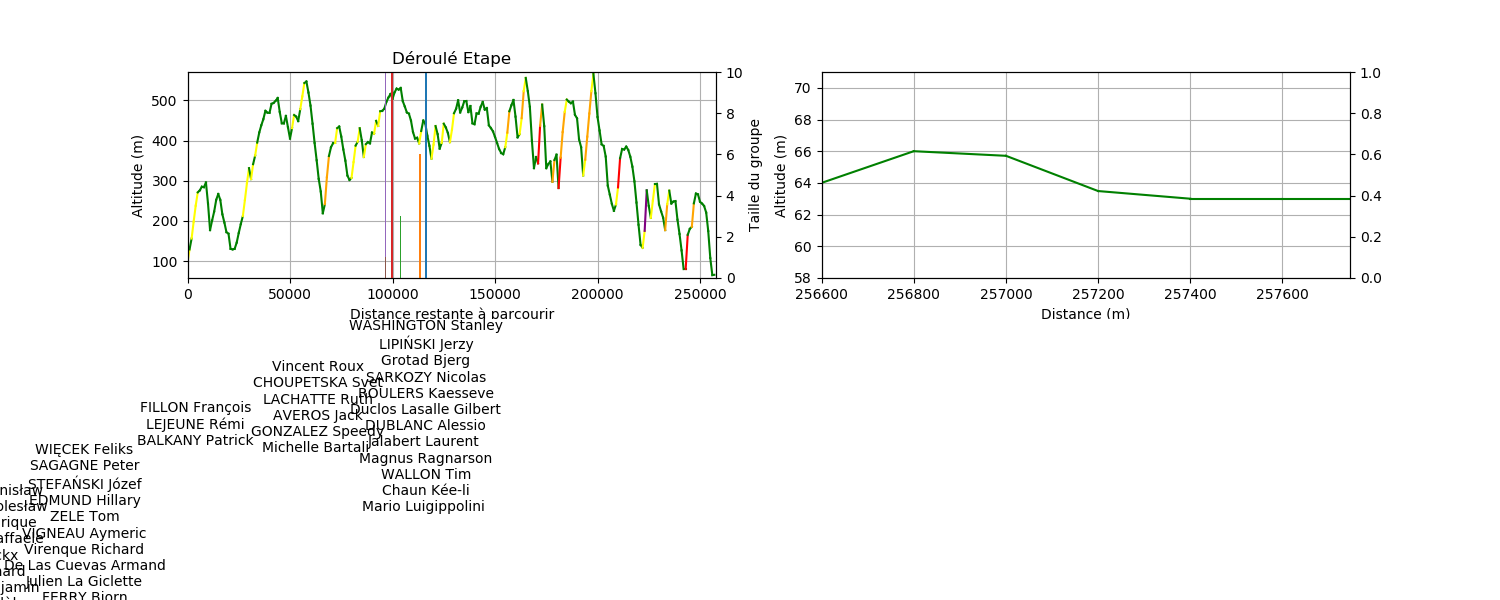 Déroulé Etape
Altitude (m)
500
400
300
200
100
0
50000
100000
150000
200000
250000
Distance restante à parcourir
10
8
6
4
2
0
Taille du groupe
Altitude (m)
70
68
66
64
62
60
58
256600
256800
257000
257200
257400
257600
Distance (m)
1.0
0.8
0.6
0.4
0.2
0.0
WASHINGTON Stanley
LIPIŃSKI Jerzy
Grotad Bjerg
SARKOZY Nicolas
ROULERS Kaesseve
Duclos Lasalle Gilbert
DUBLANC Alessio
Jalabert Laurent
Magnus Ragnarson
WALLON Tim
Chaun Kée-li
Mario Luigippolini
Vincent Roux
CHOUPETSKA Svet
LACHATTE Ruth
AVEROS Jack
GONZALEZ Speedy
Michelle Bartali
FILLON François
LEJEUNE Rémi
BALKANY Patrick
WIĘCEK Feliks
SAGAGNE Peter
STEFAŃSKI Józef
EDMUND Hillary
ZELE Tom
VIGNEAU Aymeric
Virenque Richard
De Las Cuevas Armand
Julien La Giclette
FERRY Bjorn